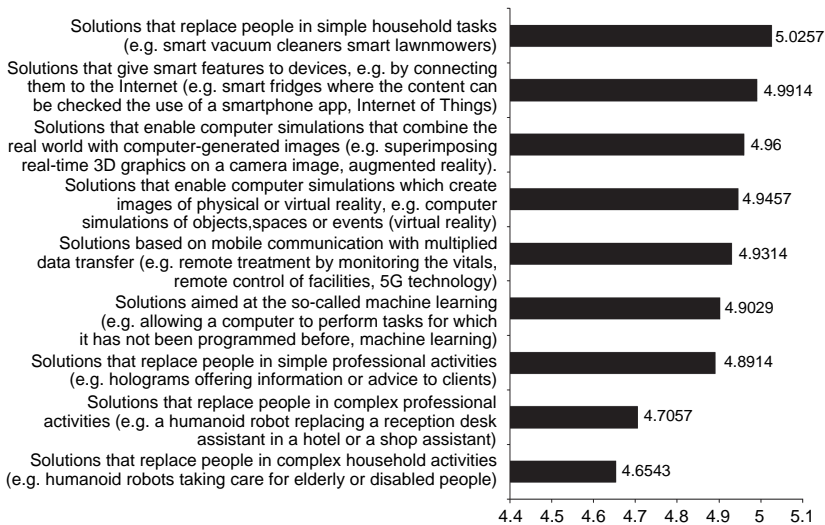 Solutions that replace people in simple household tasks
(e.g. smart vacuum cleaners smart lawnmowers)
5.0257
Solutions that give smart features to devices, e.g. by connecting
them to the Internet (e.g. smart fridges where the content can
be checked the use of a smartphone app, Internet of Things)
4.9914
Solutions that enable computer simulations that combine the
real world with computer-generated images (e.g. superimposing
real-time 3D graphics on a camera image, augmented reality).
4.96
Solutions that enable computer simulations which create
images of physical or virtual reality, e.g. computer
simulations of objects,spaces or events (virtual reality)
4.9457
Solutions based on mobile communication with multiplied
data transfer (e.g. remote treatment by monitoring the vitals,
remote control of facilities, 5G technology)
4.9314
Solutions aimed at the so-called machine learning
(e.g. allowing a computer to perform tasks for which
it has not been programmed before, machine learning)
4.9029
Solutions that replace people in simple professional activities
(e.g. holograms offering information or advice to clients)
4.8914
Solutions that replace people in complex professional
activities (e.g. a humanoid robot replacing a reception desk
assistant in a hotel or a shop assistant)
4.7057
Solutions that replace people in complex household activities
(e.g. humanoid robots taking care for elderly or disabled people)
4.6543
4.4 4.5 4.6 4.7 4.8 4.9 5 5.1